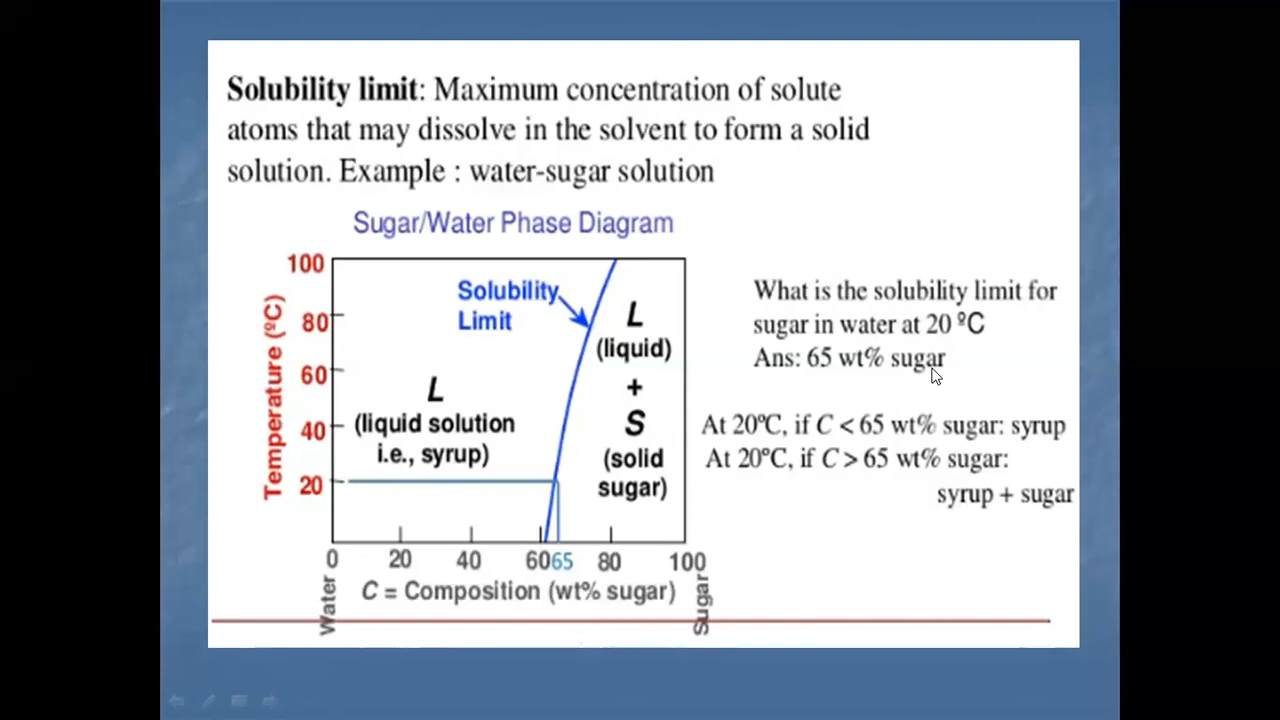 Solubility limit: Maximum concentration of solute
atoms that may dissolve in the solvent to form a solid
solution. Example : water-sugar solution
Sugar/Water Phase Diagram
Temperature (ºC)
100
80
60
40
20
Solubility
Limit
L
(liquid solution
i.e., syrup)
L
(liquid)
+
S
(solid
sugar)
0 20 40 60 65 80 100
Water
C = Composition (wt% sugar)
Sugar
What is the solubility limit for
sugar in water at 20 ºC
Ans: 65 wt% sugar
At 20ºC, if C < 65 wt% sugar: syrup
At 20ºC, if C > 65 wt% sugar:
syrup + sugar